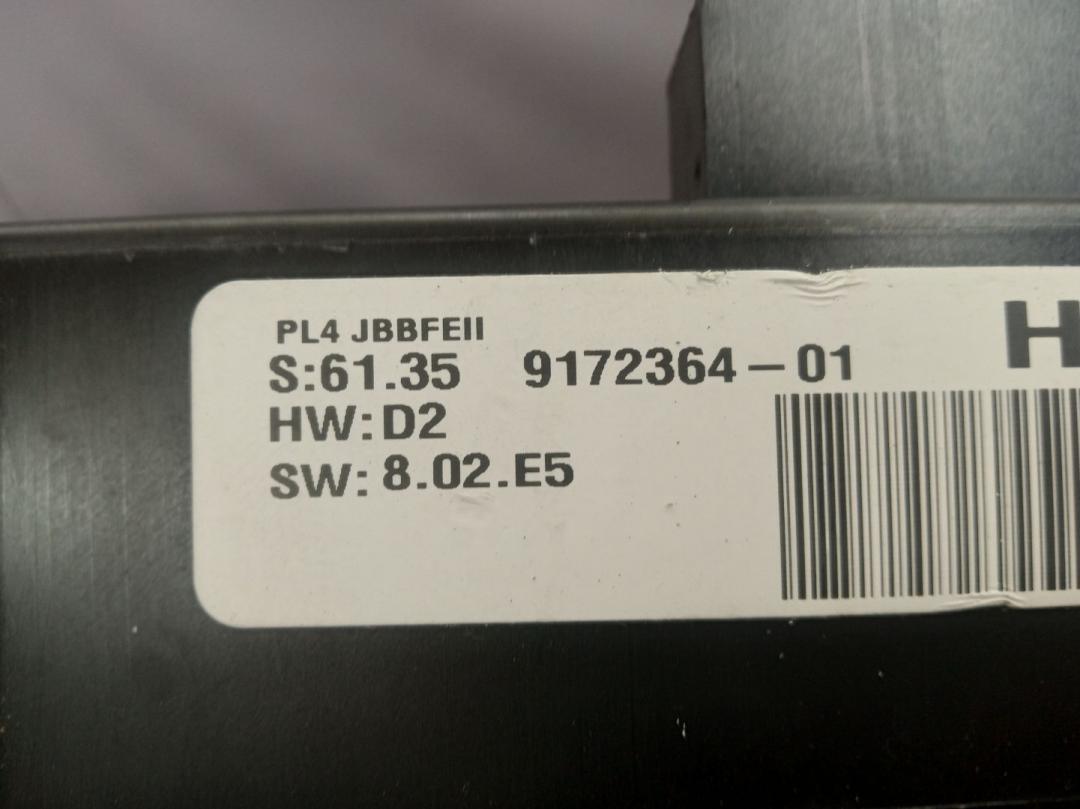 PL4 JBBFEII
S:61.35 9172364-01
H
HW:D2
SW: 8.02.E5